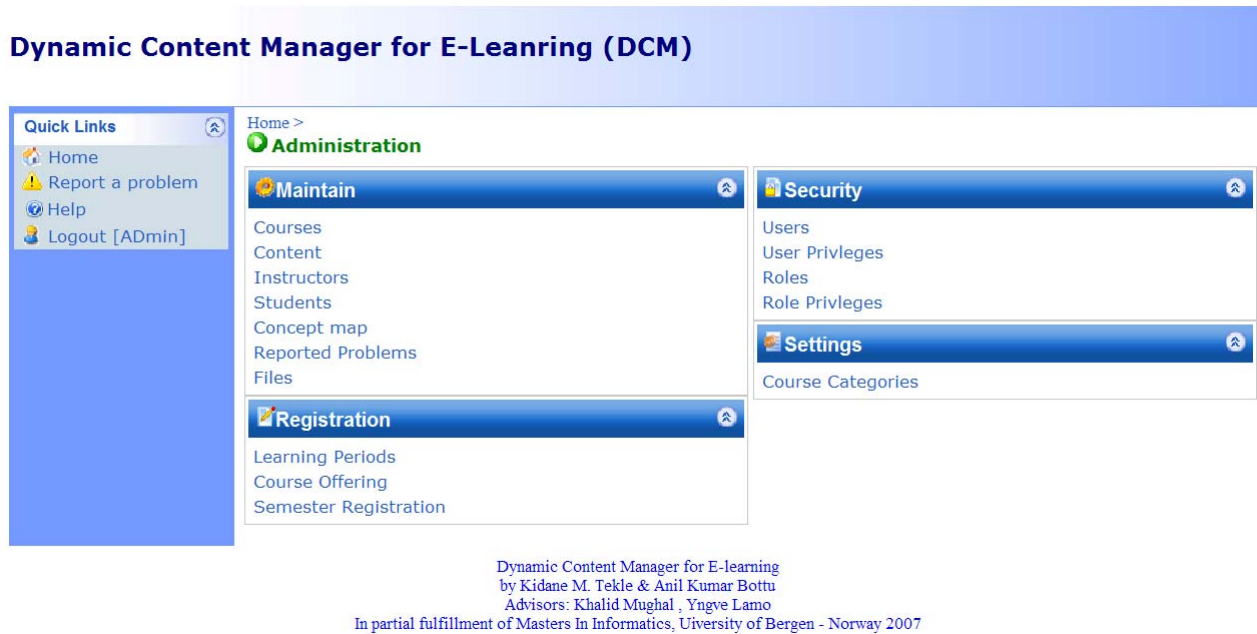 Dynamic Content Manager for E-Leanring (DCM)
Quick Links
Home
Report a problem
Help
Logout [ADmin]
Home >
Administration
Maintain
Courses
Content
Instructors
Students
Concept map
Reported Problems
Files
Registration
Learning Periods
Course Offering
Semester Registration
Security
Users
User Privleges
Roles
Role Privleges
Settings
Course Categories
Dynamic Content Manager for E-learning
by Kidane M. Tekle & Anil Kumar Bottu
Advisors: Khalid Mughal , Yngve Lamo
In partial fulfillment of Masters In Informatics, Uiversity of Bergen - Norway 2007